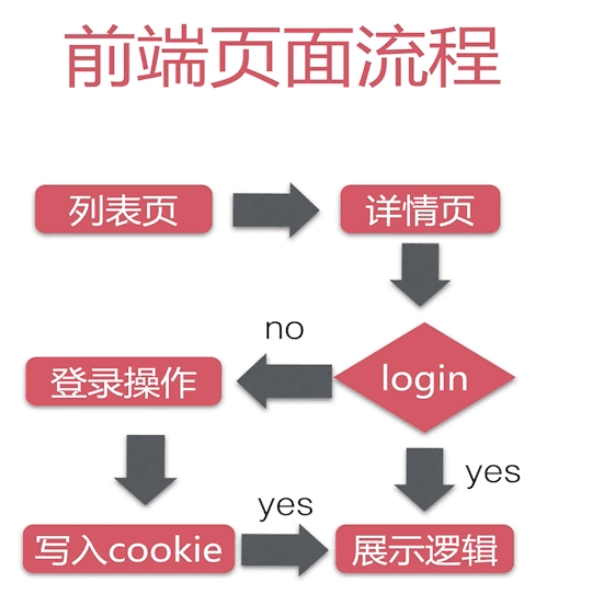 前端页面流程
列表页
详情页
no
登录操作
login
yes
yes
写入cookie
展示逻辑